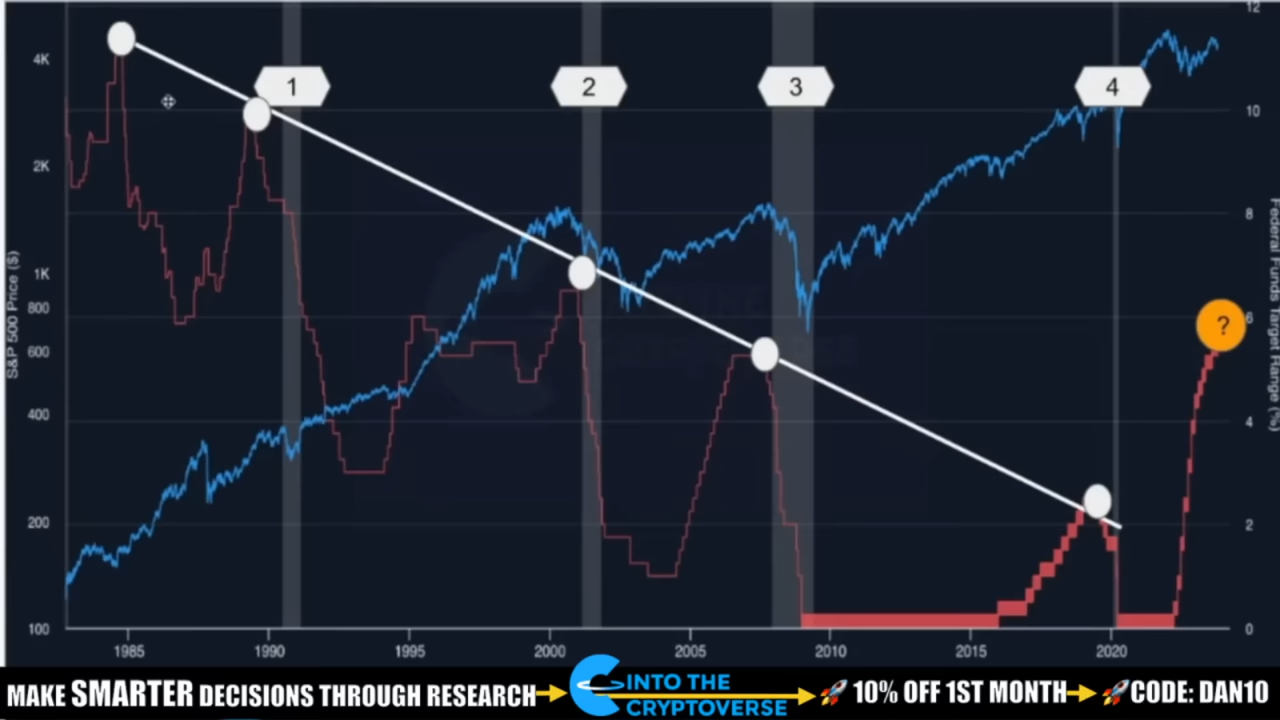 12
4K
1
2
3
4
10
2K
8
S&P 500 Price ($)
1K
800
6
?
600
Federal Funds Target Range (%)
400
4
200
2
100
0
1985
1990
1995
2000
2005
2010
2015
2020
MAKE SMARTER DECISIONS THROUGH RESEARCH
INTO THE
CRYPTOVERSE
10% OFF 1ST MONTH
CODE: DAN10